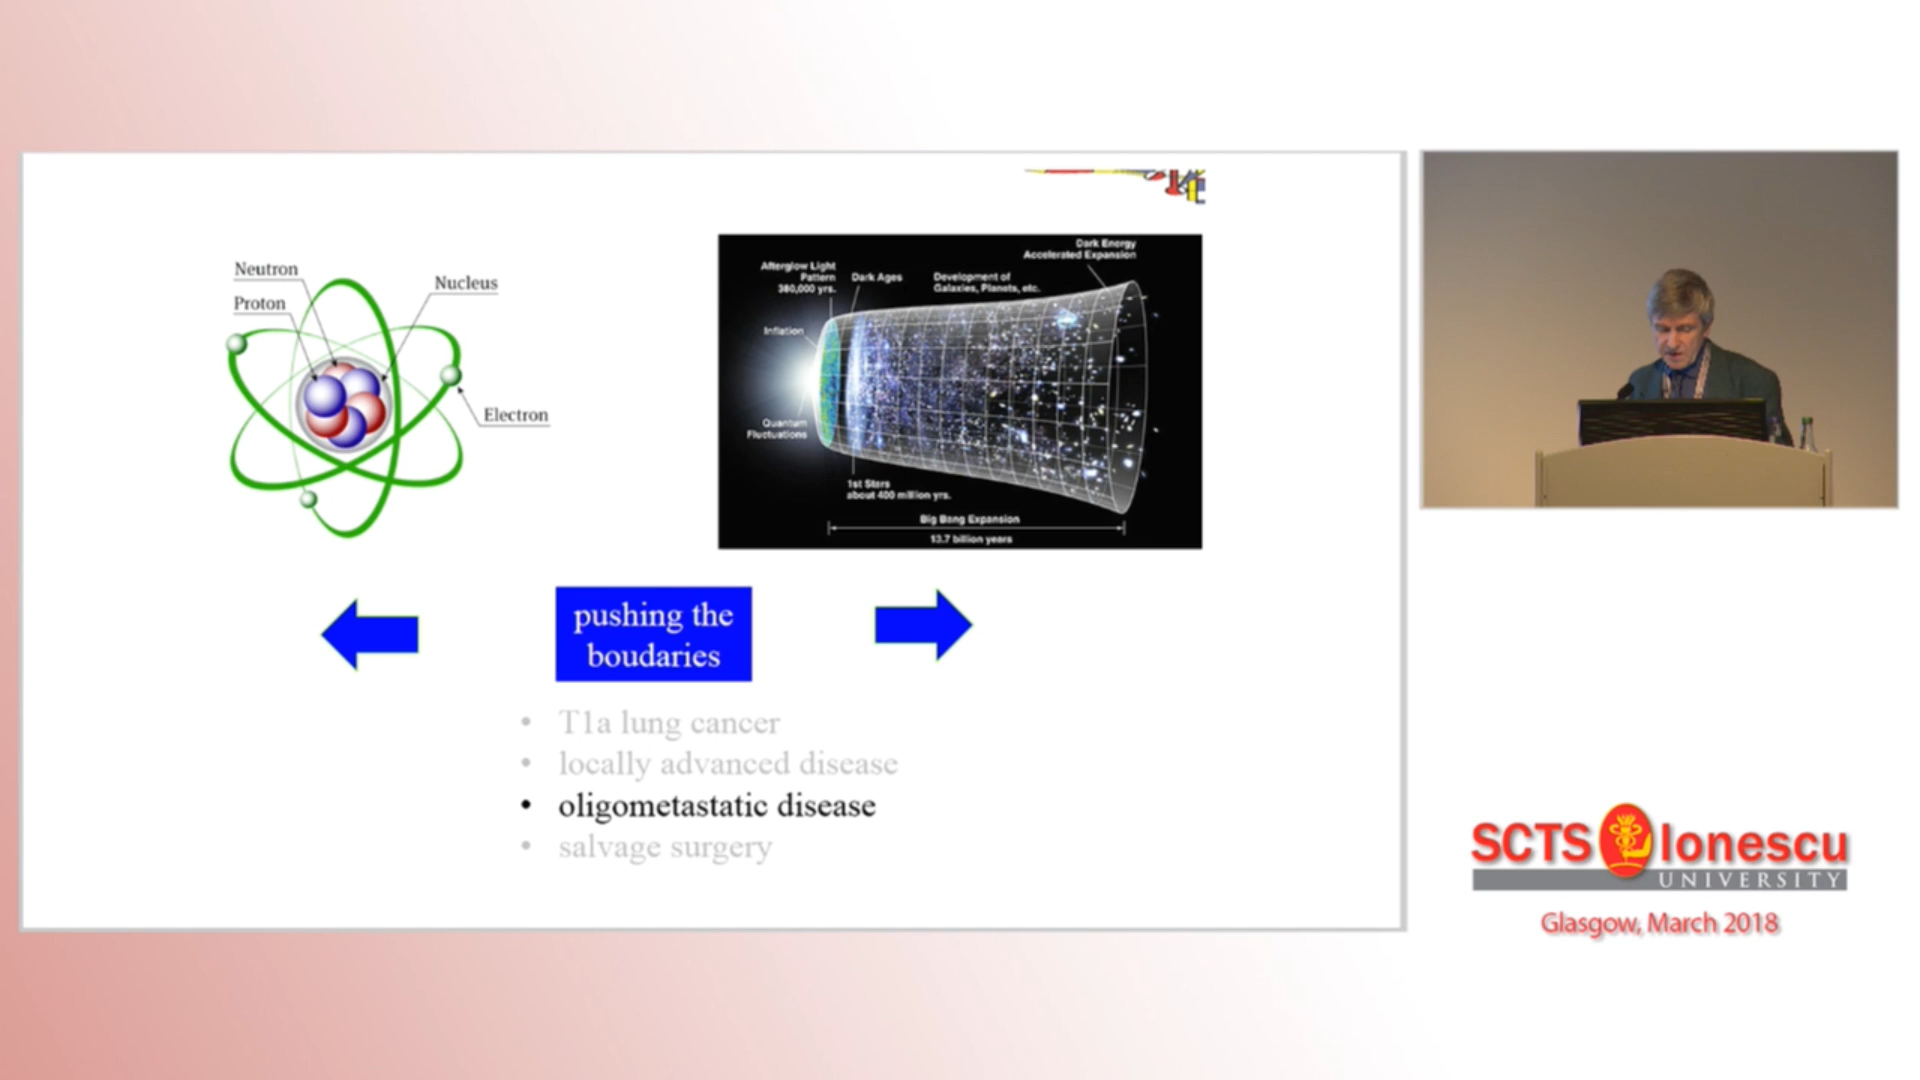 Neutron
Proton
Nucleus
Electron
Dark Energy
Accelerated Expansion
Afterglow Light
Pattern
380,000 yrs.
Dark Ages
Development of
Galaxies, Planets, etc.
Inflation
Quantum
Fluctuations
1st Stars
about 400 million yrs.
Big Bang Expansion
13.7 billion years
pushing the
boudaries
• T1a lung cancer
• locally advanced disease
• oligometastatic disease
• salvage surgery
SCTS Ionescu
UNIVERSITY
Glasgow, March 2018